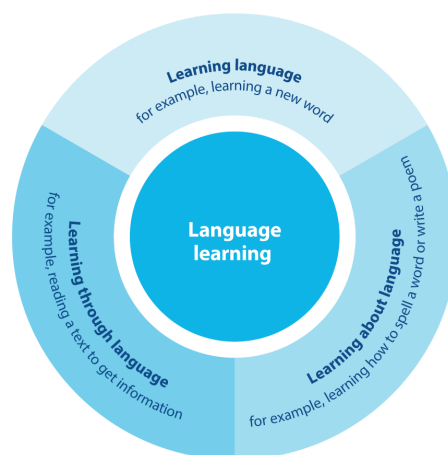 Learning language
for example, learning a new word
Language
learning
Learning through language
for example, reading a text to get information
Learning about language
for example, learning how to spell a word or write a poem